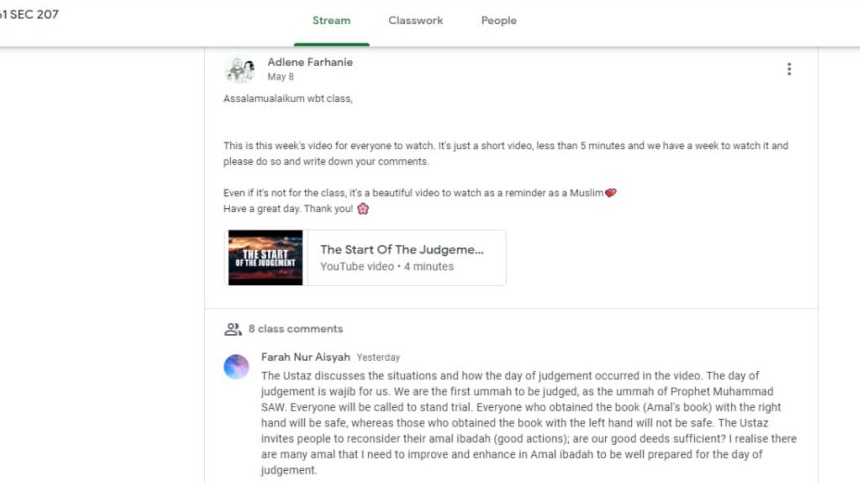 1 SEC 207
Stream
Classwork
People
Adlene Farhanie
May 8
Assalamualaikum wbt class,
This is this week's video for everyone to watch. It's just a short video, less than 5 minutes and we have a week to watch it and
please do so and write down your comments.
Even if it's not for the class, it's a beautiful video to watch as a reminder as a Muslim💝
Have a great day. Thank you! 🌸
THE START
OF THE JUDGEMENT
The Start Of The Judgeme...
YouTube video • 4 minutes
8 class comments
Farah Nur Aisyah Yesterday
The Ustaz discusses the situations and how the day of judgement occurred in the video. The day of
judgement is wajib for us. We are the first ummah to be judged, as the ummah of Prophet Muhammad
SAW. Everyone will be called to stand trial. Everyone who obtained the book (Amal's book) with the right
hand will be safe, whereas those who obtained the book with the left hand will not be safe. The Ustaz
invites people to reconsider their amal ibadah (good actions); are our good deeds sufficient? I realise there
are many amal that I need to improve and enhance in Amal ibadah to be well prepared for the day of
judgement.